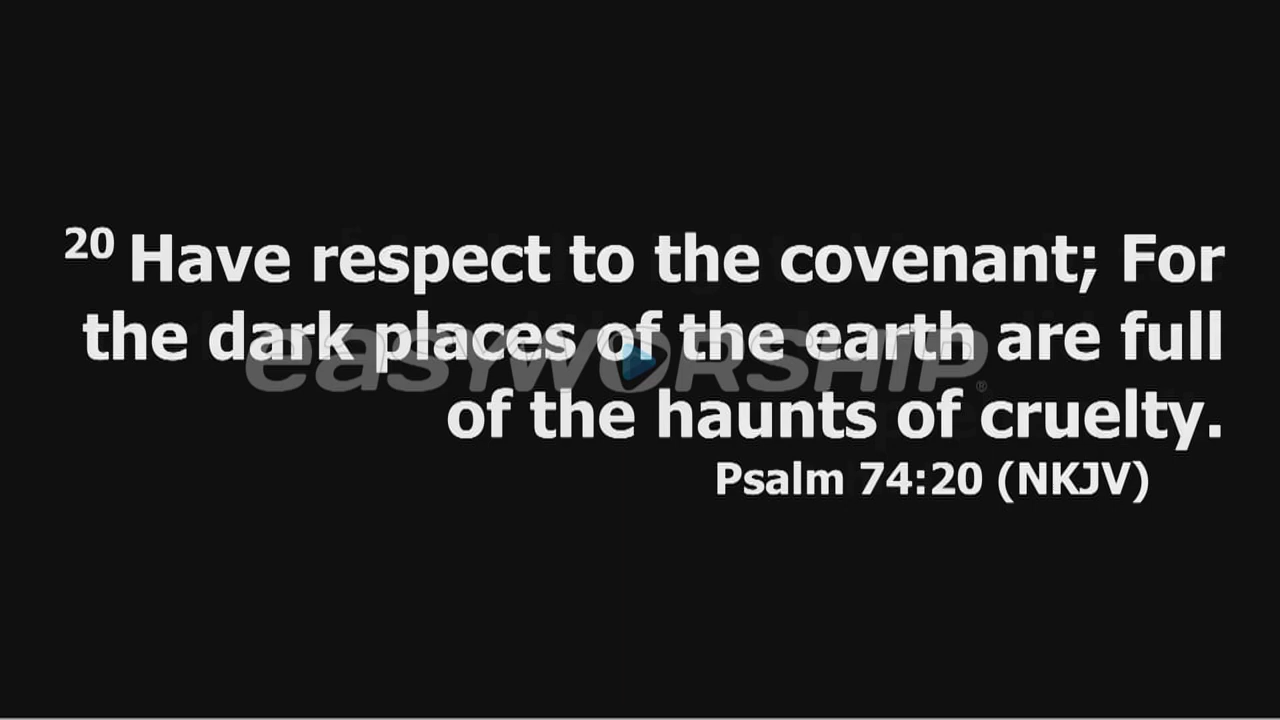 20 Have respect to the covenant; For
the dark places of the earth are full
of the haunts of cruelty.
Psalm 74:20 (NKJV)
easyworship®